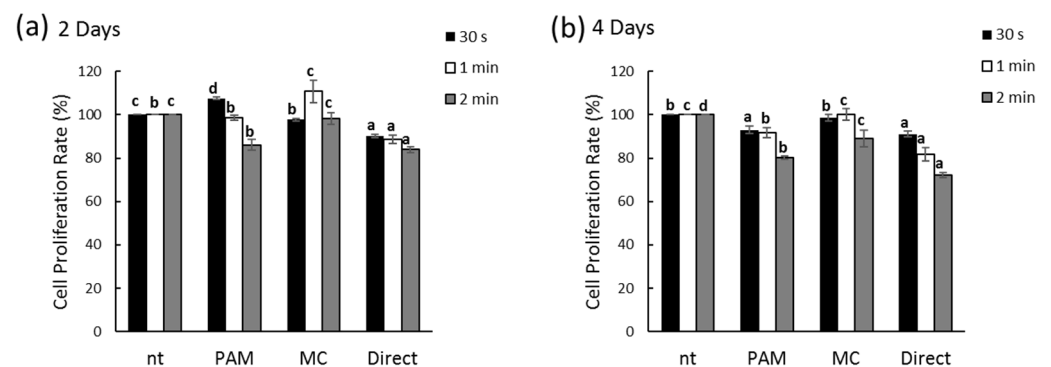 (a) 2 Days
30 s
1 min
2 min
Cell Proliferation Rate (%)
120
100
80
60
40
20
0
c b c
d b b
b c c
a a a
nt PAM MC Direct
(b) 4 Days
30 s
1 min
2 min
Cell Proliferation Rate (%)
120
100
80
60
40
20
0
b c d
a b b
b c c
a a a
nt PAM MC Direct